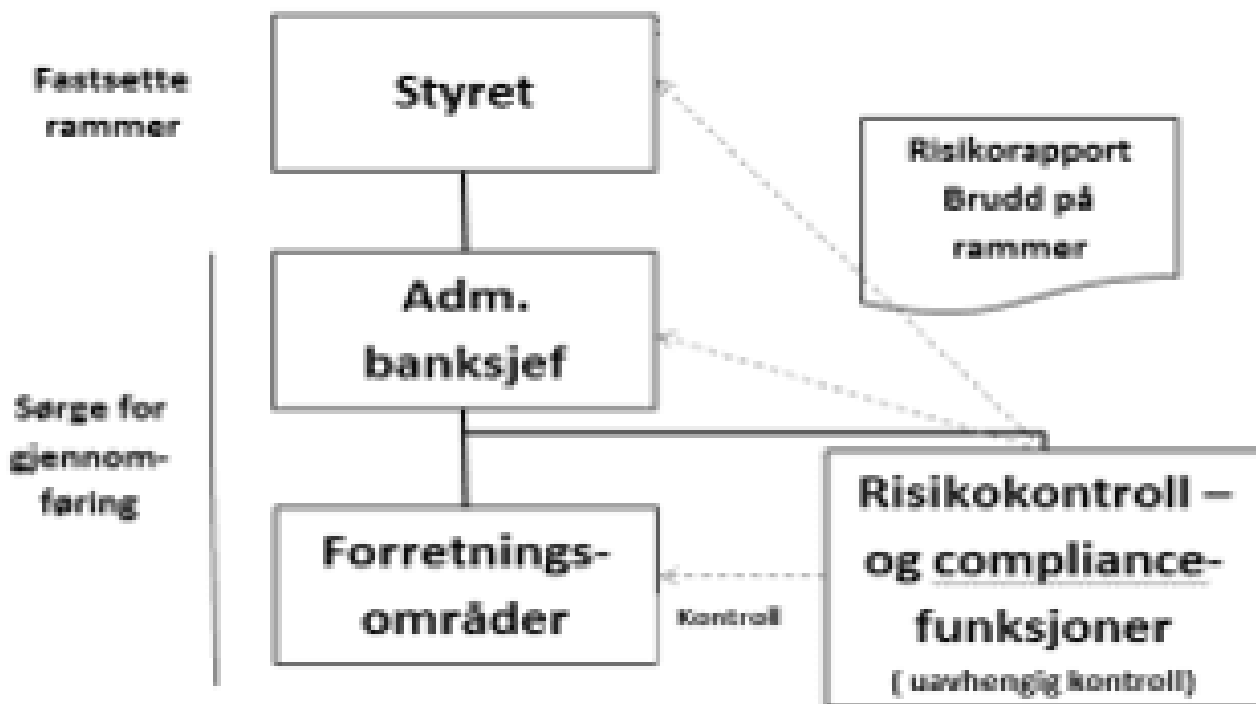 Fastsette
rammer
Styret
Risikorapport
Brudd på
rammer
Adm.
banksjef
Sørge for
gjennom-
føring
Forretnings-
områder
Kontroll
Risikokontroll –
og compliance-
funksjoner
( uavhengig kontroll)